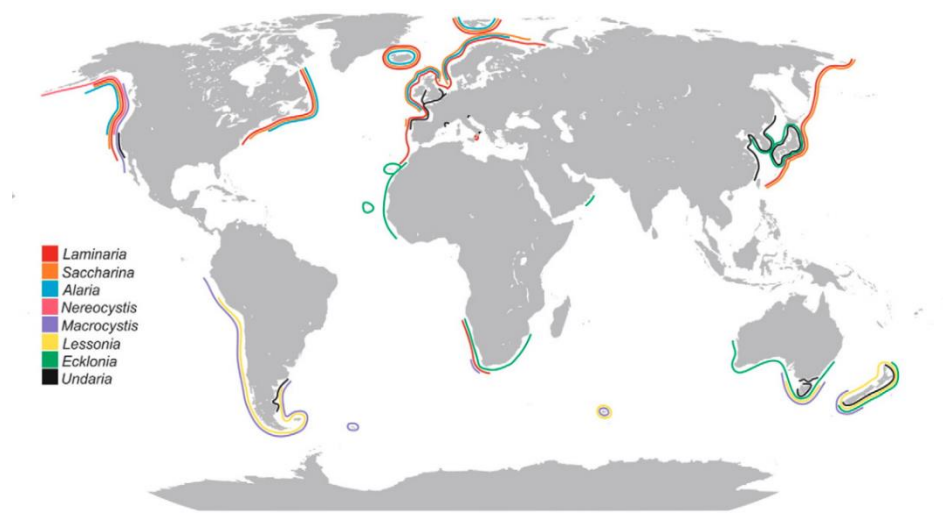 Laminaria
Saccharina
Alaria
Nereocystis
Macrocystis
Lessonia
Ecklonia
Undaria